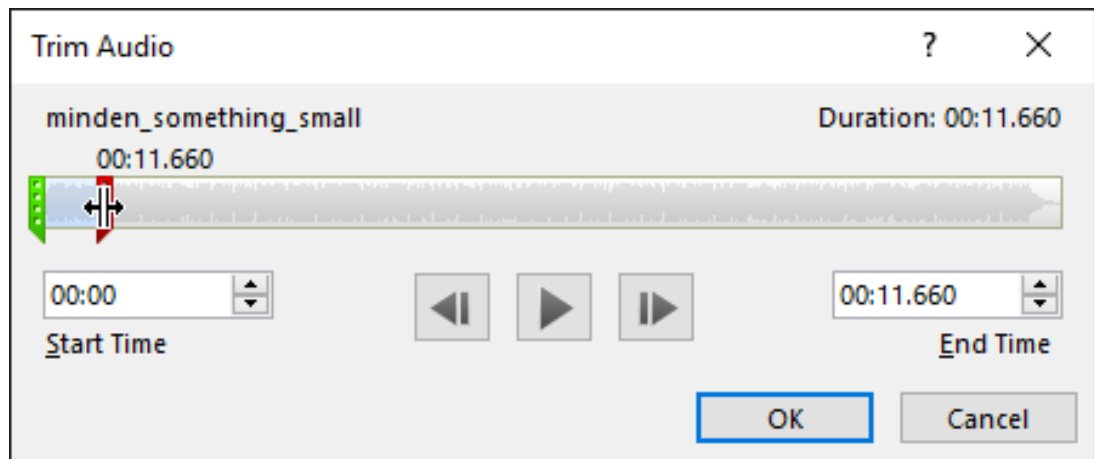 Trim Audio ?
minden_something_small Duration: 00:11.660
00:11.660
00:00 00:11.660
Start Time End Time
OK Cancel